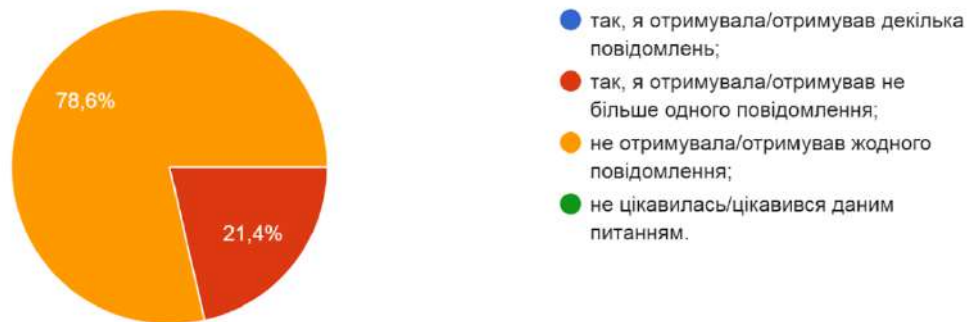 78,6%
21,4%
так, я отримувала/отримував декілька
повідомлень;
так, я отримувала/отримував не
більше одного повідомлення;
не отримувала/отримував жодного
повідомлення;
не цікавилась/цікавився даним
питанням.